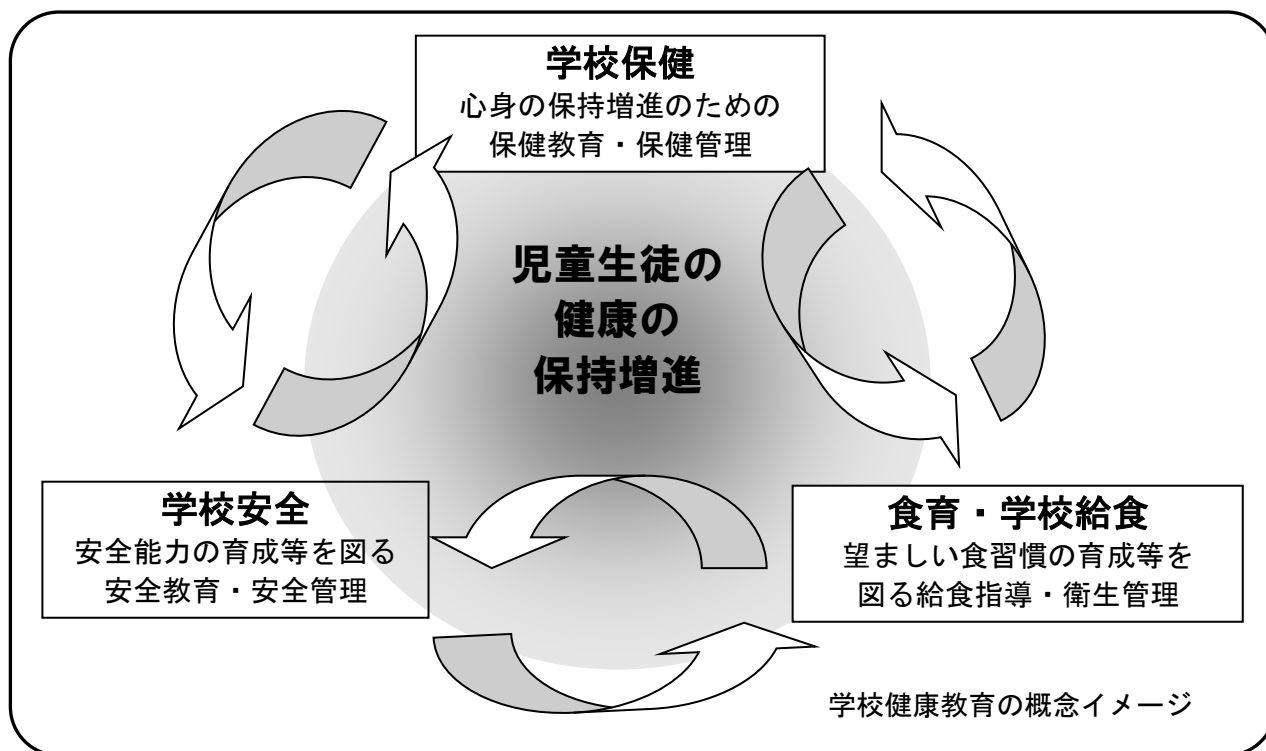 学校保健
心身の保持増進のための
保健教育・保健管理
児童生徒の
健康の
保持増進
学校安全
安全能力の育成等を図る
安全教育・安全管理
食育・学校給食
望ましい食習慣の育成等を
図る給食指導・衛生管理
学校健康教育の概念イメージ